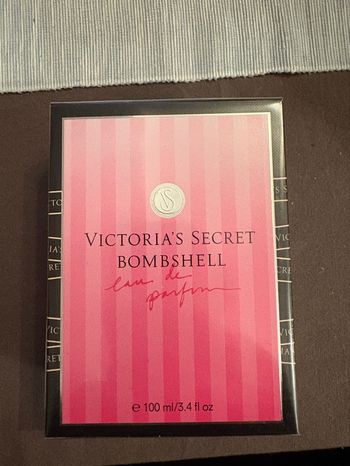 VS
VICTORIA'S SECRET
BOMBSHELL
eau de
parfum
℮ 100 ml/3.4 fl oz